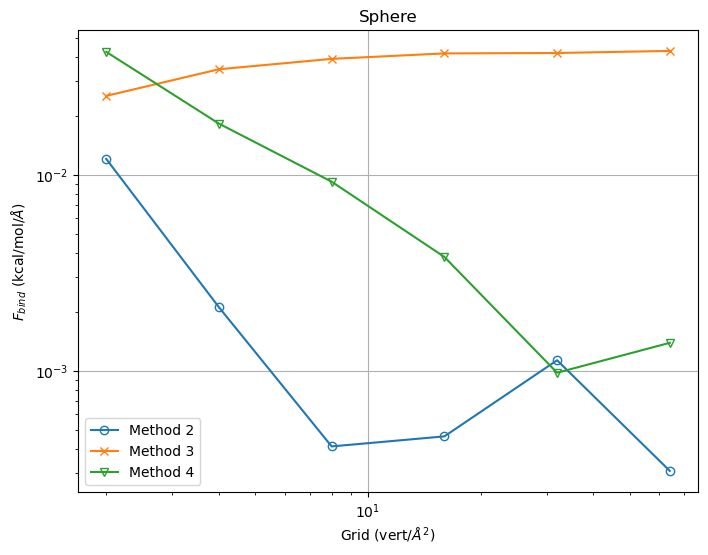 Sphere
10⁻²
10⁻³
F_bind (kcal/mol/Å)
Method 2
Method 3
Method 4
10¹
Grid (vert/Å²)